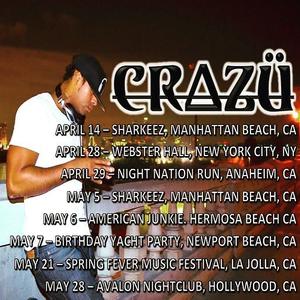 CRAZÜ
APRIL 14 – SHARKEEZ, MANHATTAN BEACH, CA
APRIL 28 – WEBSTER HALL, NEW YORK CITY, NY
APRIL 29 – NIGHT NATION RUN, ANAHEIM, CA
MAY 5 – SHARKEEZ, MANHATTAN BEACH, CA
MAY 6 – AMERICAN JUNKIE. HERMOSA BEACH CA
MAY 7 – BIRTHDAY YACHT PARTY, NEWPORT BEACH, CA
MAY 21 – SPRING FEVER MUSIC FESTIVAL, LA JOLLA, CA
MAY 28 – AVALON NIGHTCLUB, HOLLYWOOD, CA